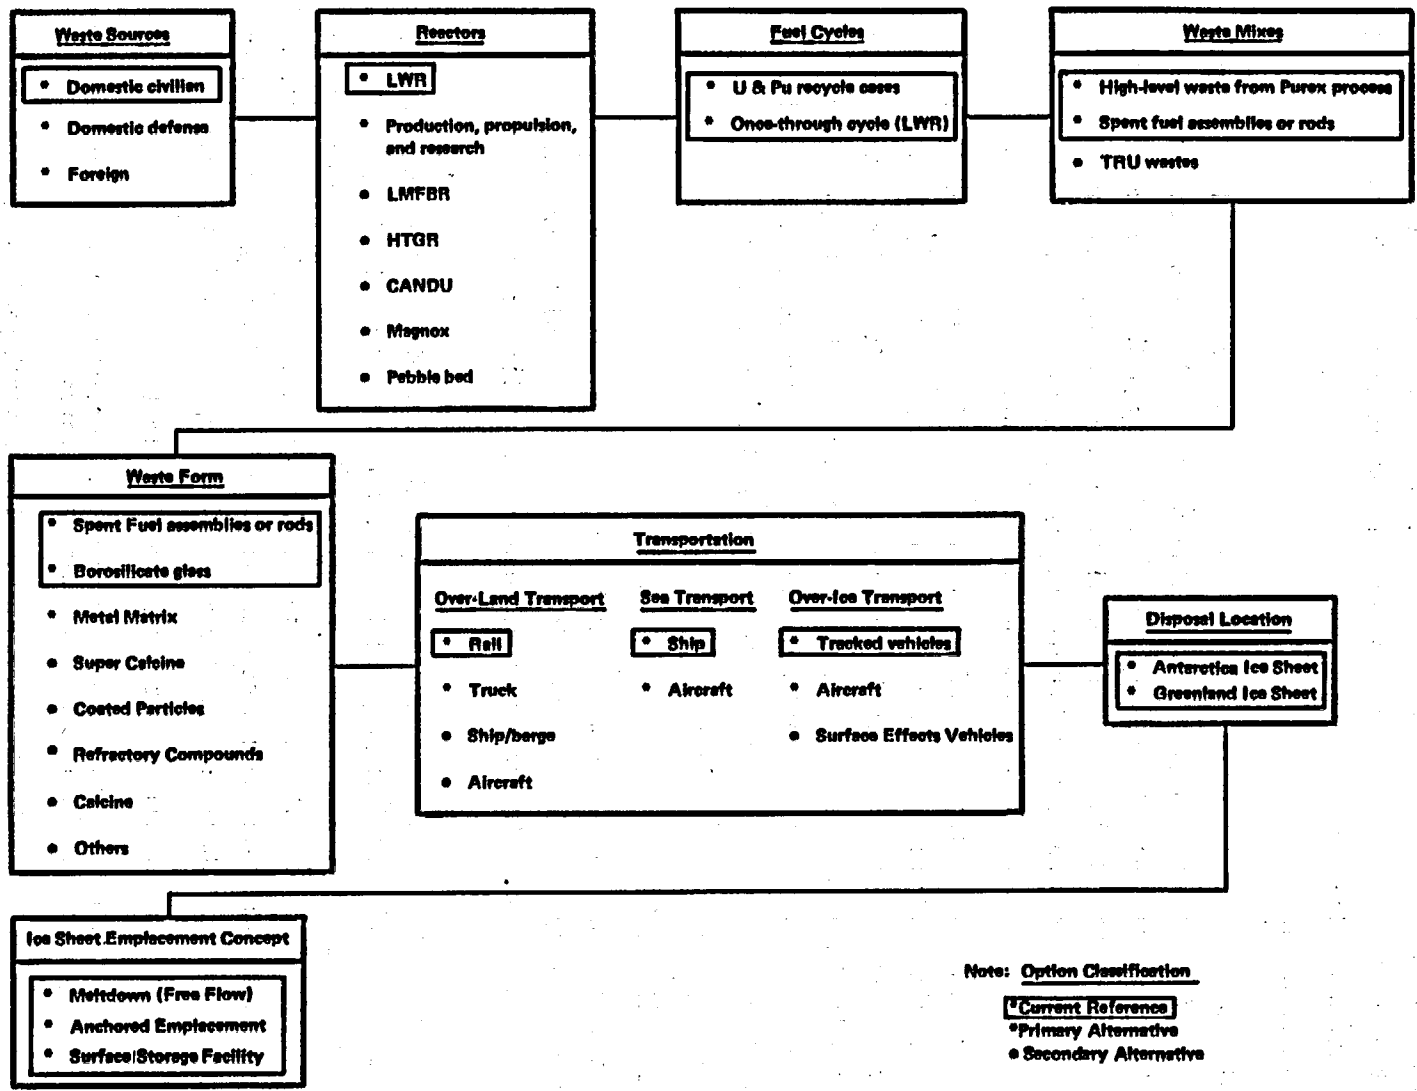 Waste Sources
* Domestic civilian
* Domestic defense
* Foreign
Reactors
* LWR
* Production, propulsion,
and research
• LMFBR
• HTGR
• CANDU
• Magnox
• Pebble bed
Fuel Cycles
* U & Pu recycle cases
* Once-through cycle (LWR)
Waste Mixes
* High-level waste from Purex process
* Spent fuel assemblies or rods
• TRU wastes
Waste Form
* Spent Fuel assemblies or rods
* Borosilicate glass
* Metal Matrix
• Super Calcine
• Coated Particles
• Refractory Compounds
• Calcine
• Others
Transportation
Over-Land Transport
* Rail
* Truck
• Ship/barge
• Aircraft
Sea Transport
* Ship
* Aircraft
Over-Ice Transport
* Tracked vehicles
* Aircraft
• Surface Effects Vehicles
Disposal Location
* Antarctica Ice Sheet
* Greenland Ice Sheet
Ice Sheet Emplacement Concept
* Meltdown (Free Flow)
* Anchored Emplacement
* Surface Storage Facility
Note: Option Classification
*Current Reference
*Primary Alternative
• Secondary Alternative